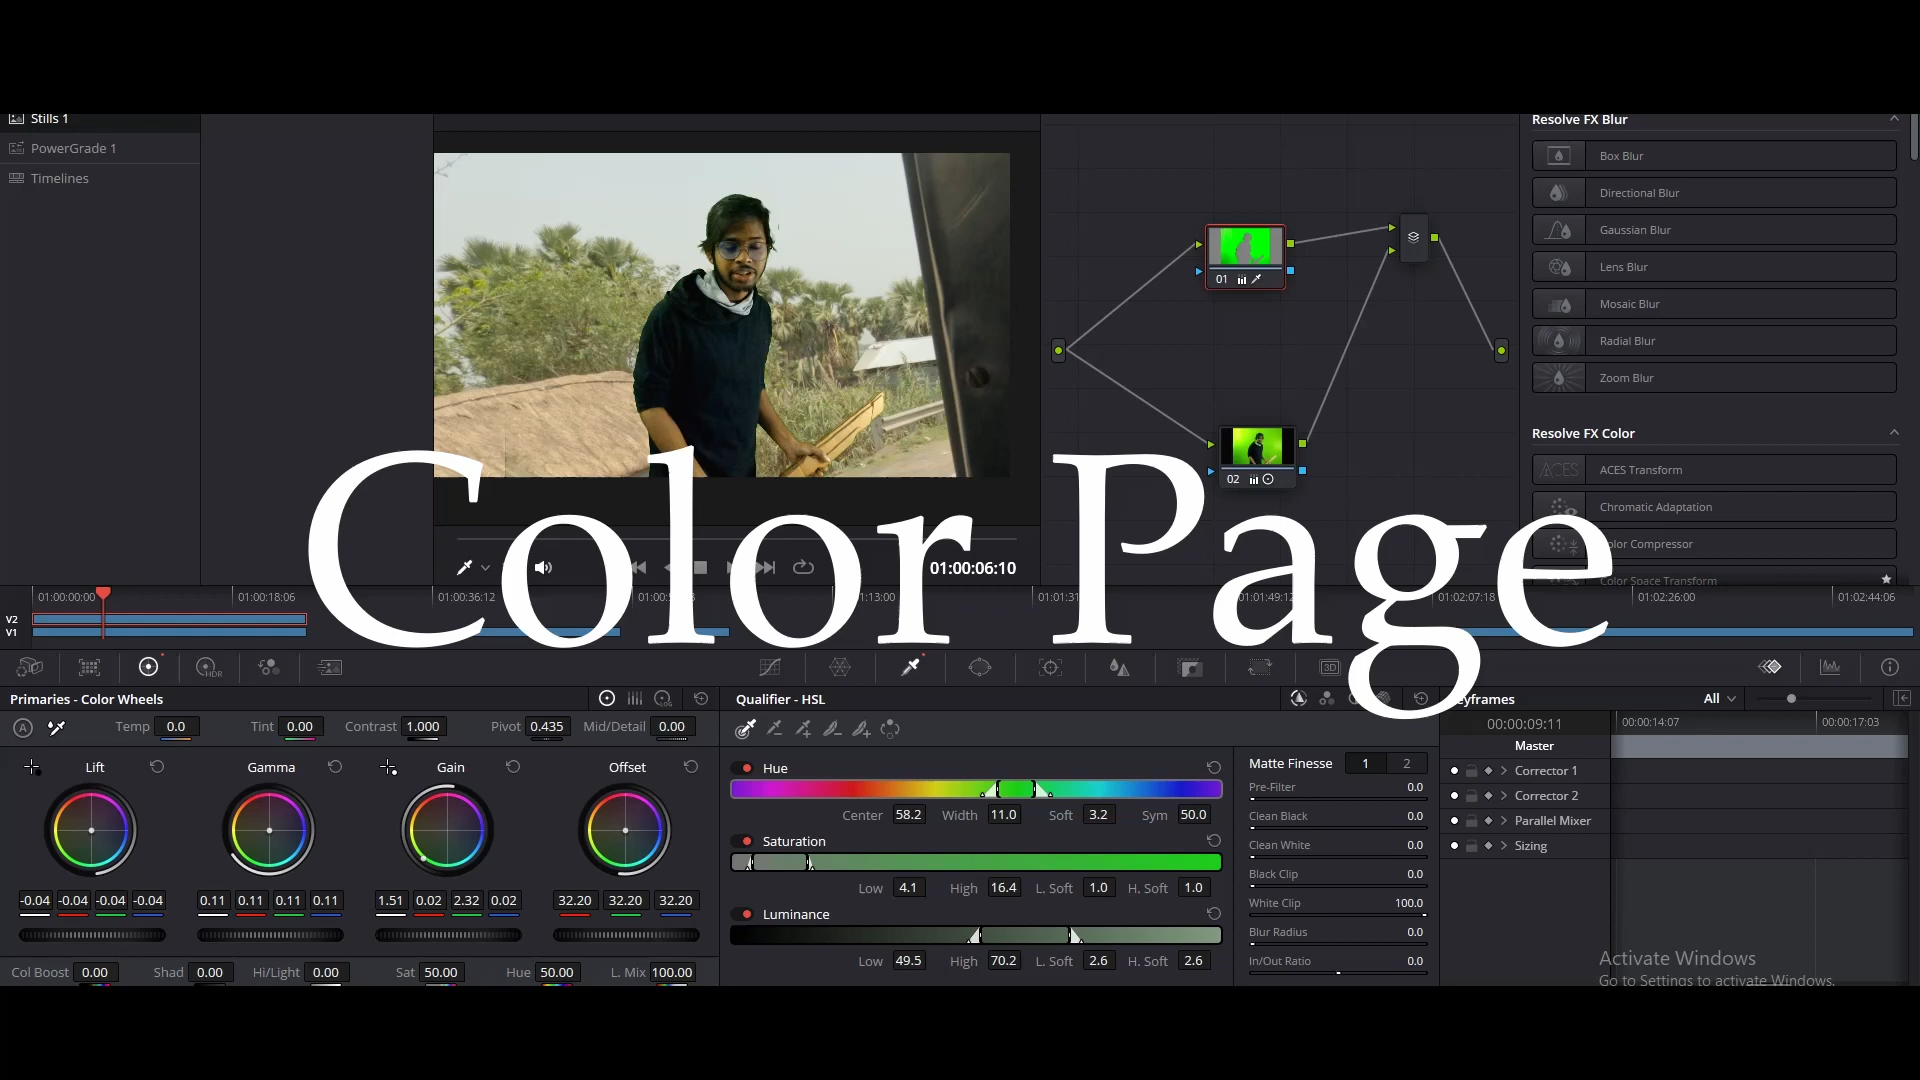 Stills 1
PowerGrade 1
Timelines
Resolve FX Blur
Box Blur
Directional Blur
Gaussian Blur
Lens Blur
Mosaic Blur
Radial Blur
Zoom Blur
Resolve FX Color
ACES Transform
Chromatic Adaptation
Color Compressor
Color Space Transform
01
02
Color Page
01:00:06:10
01:00:00:00 01:00:18:06 01:00:36:12 01:01:49:12 01:02:07:18 01:02:26:00 01:02:44:06
V2
V1
HDR
3D
Primaries - Color Wheels
LOG
Qualifier - HSL
Keyframes
All
A Temp 0.0 Tint 0.00 Contrast 1.000 Pivot 0.435 Mid/Detail 0.00
00:00:09:11 00:00:14:07 00:00:17:03
Lift Gamma Gain Offset
-0.04 -0.04 -0.04 -0.04 0.11 0.11 0.11 0.11 1.51 0.02 2.32 0.02 32.20 32.20 32.20
Col Boost 0.00 Shad 0.00 Hi/Light 0.00 Sat 50.00 Hue 50.00 L. Mix 100.00
Hue
Center 58.2 Width 11.0 Soft 3.2 Sym 50.0
Saturation
Low 4.1 High 16.4 L. Soft 1.0 H. Soft 1.0
Luminance
Low 49.5 High 70.2 L. Soft 2.6 H. Soft 2.6
Matte Finesse 1 2
Pre-Filter 0.0
Clean Black 0.0
Clean White 0.0
Black Clip 0.0
White Clip 100.0
Blur Radius 0.0
In/Out Ratio 0.0
Master
Corrector 1
Corrector 2
Parallel Mixer
Sizing
Activate Windows
Go to Settings to activate Windows.